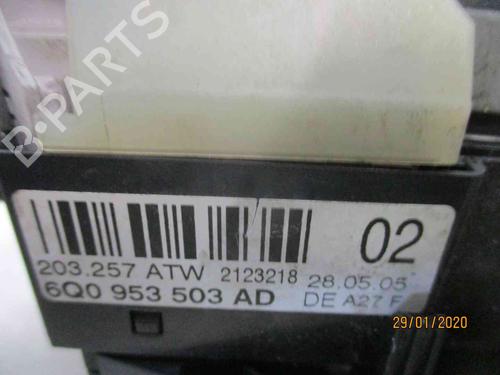 B-PARTS
02
203.257 ATW 2123218 28.05.05
6Q0 953 503 AD DE A27 F
29/01/2020